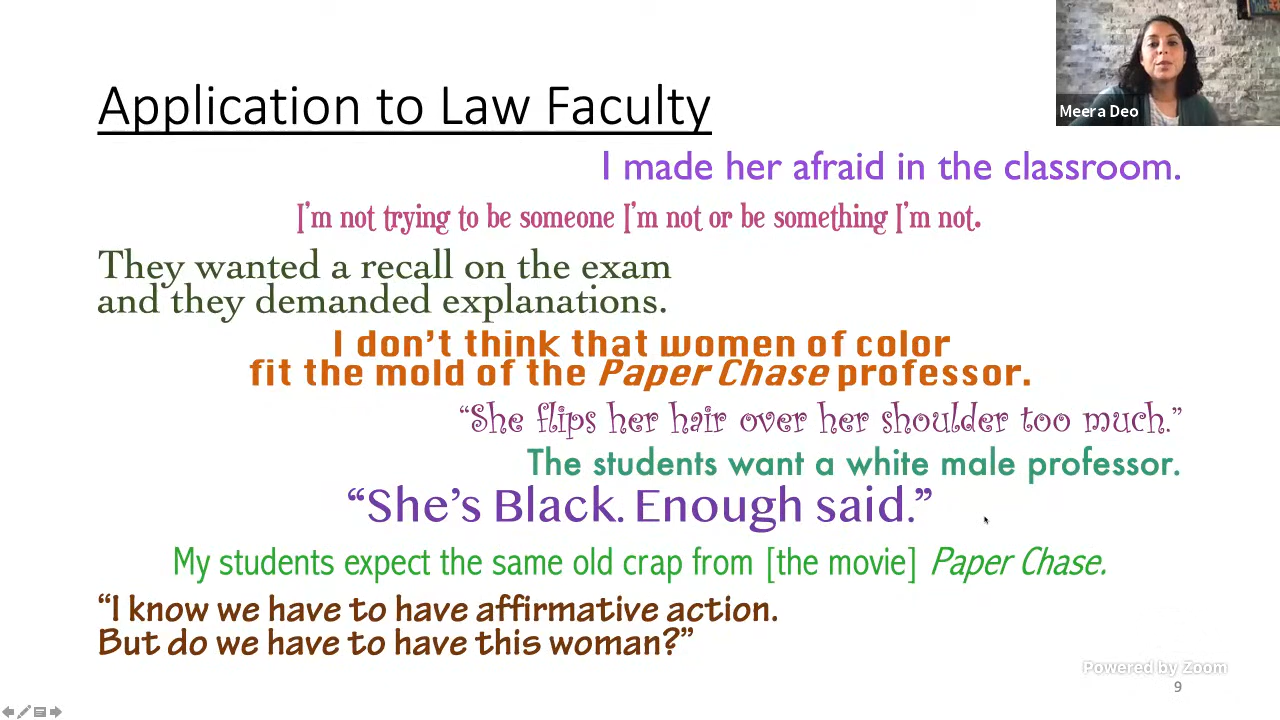 Application to Law Faculty
Meera Deo
I made her afraid in the classroom.
I'm not trying to be someone I'm not or be something I'm not.
They wanted a recall on the exam
and they demanded explanations.
I don't think that women of color
fit the mold of the Paper Chase professor.
“She flips her hair over her shoulder too much.”
The students want a white male professor.
“She's Black. Enough said.”
My students expect the same old crap from [the movie] Paper Chase.
“I know we have to have affirmative action.
But do we have to have this woman?”
Powered by Zoom
9